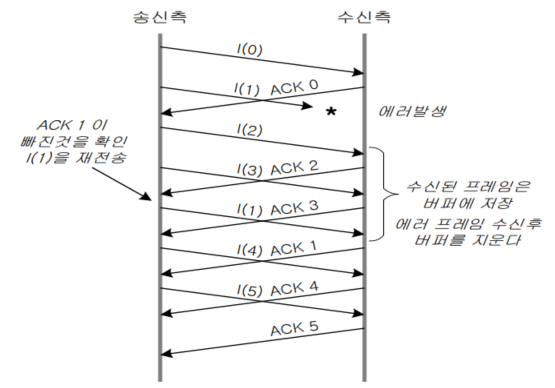 송신측 수신측
I(0)
I(1) ACK 0
* 에러발생
ACK 1 이
빠진것을 확인
I(1)을 재전송
I(2)
I(3) ACK 2
수신된 프레임은
버퍼에 저장
에러 프레임 수신후
버퍼를 지운다
I(1) ACK 3
I(4) ACK 1
I(5) ACK 4
ACK 5